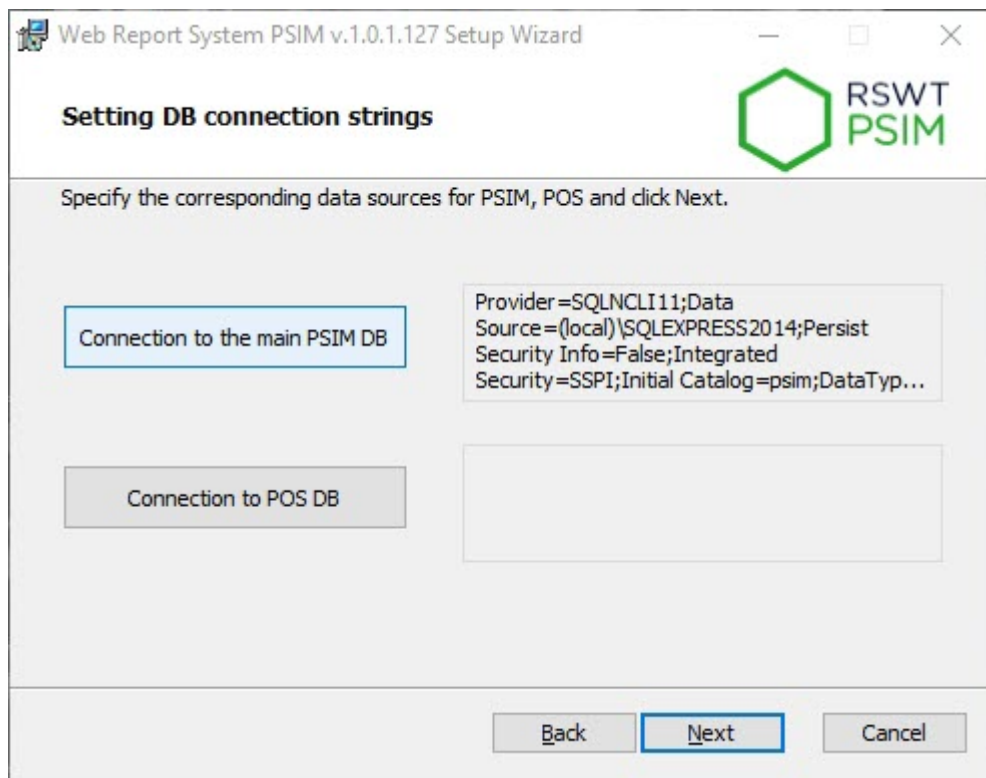 Web Report System PSIM v.1.0.1.127 Setup Wizard
Setting DB connection strings
RSWT
PSIM
Specify the corresponding data sources for PSIM, POS and click Next.
Connection to the main PSIM DB
Provider=SQLNCLI11;Data
Source=(local)\SQLEXPRESS2014;Persist
Security Info=False;Integrated
Security=SSPI;Initial Catalog=psim;DataTyp...
Connection to POS DB
Back
Next
Cancel